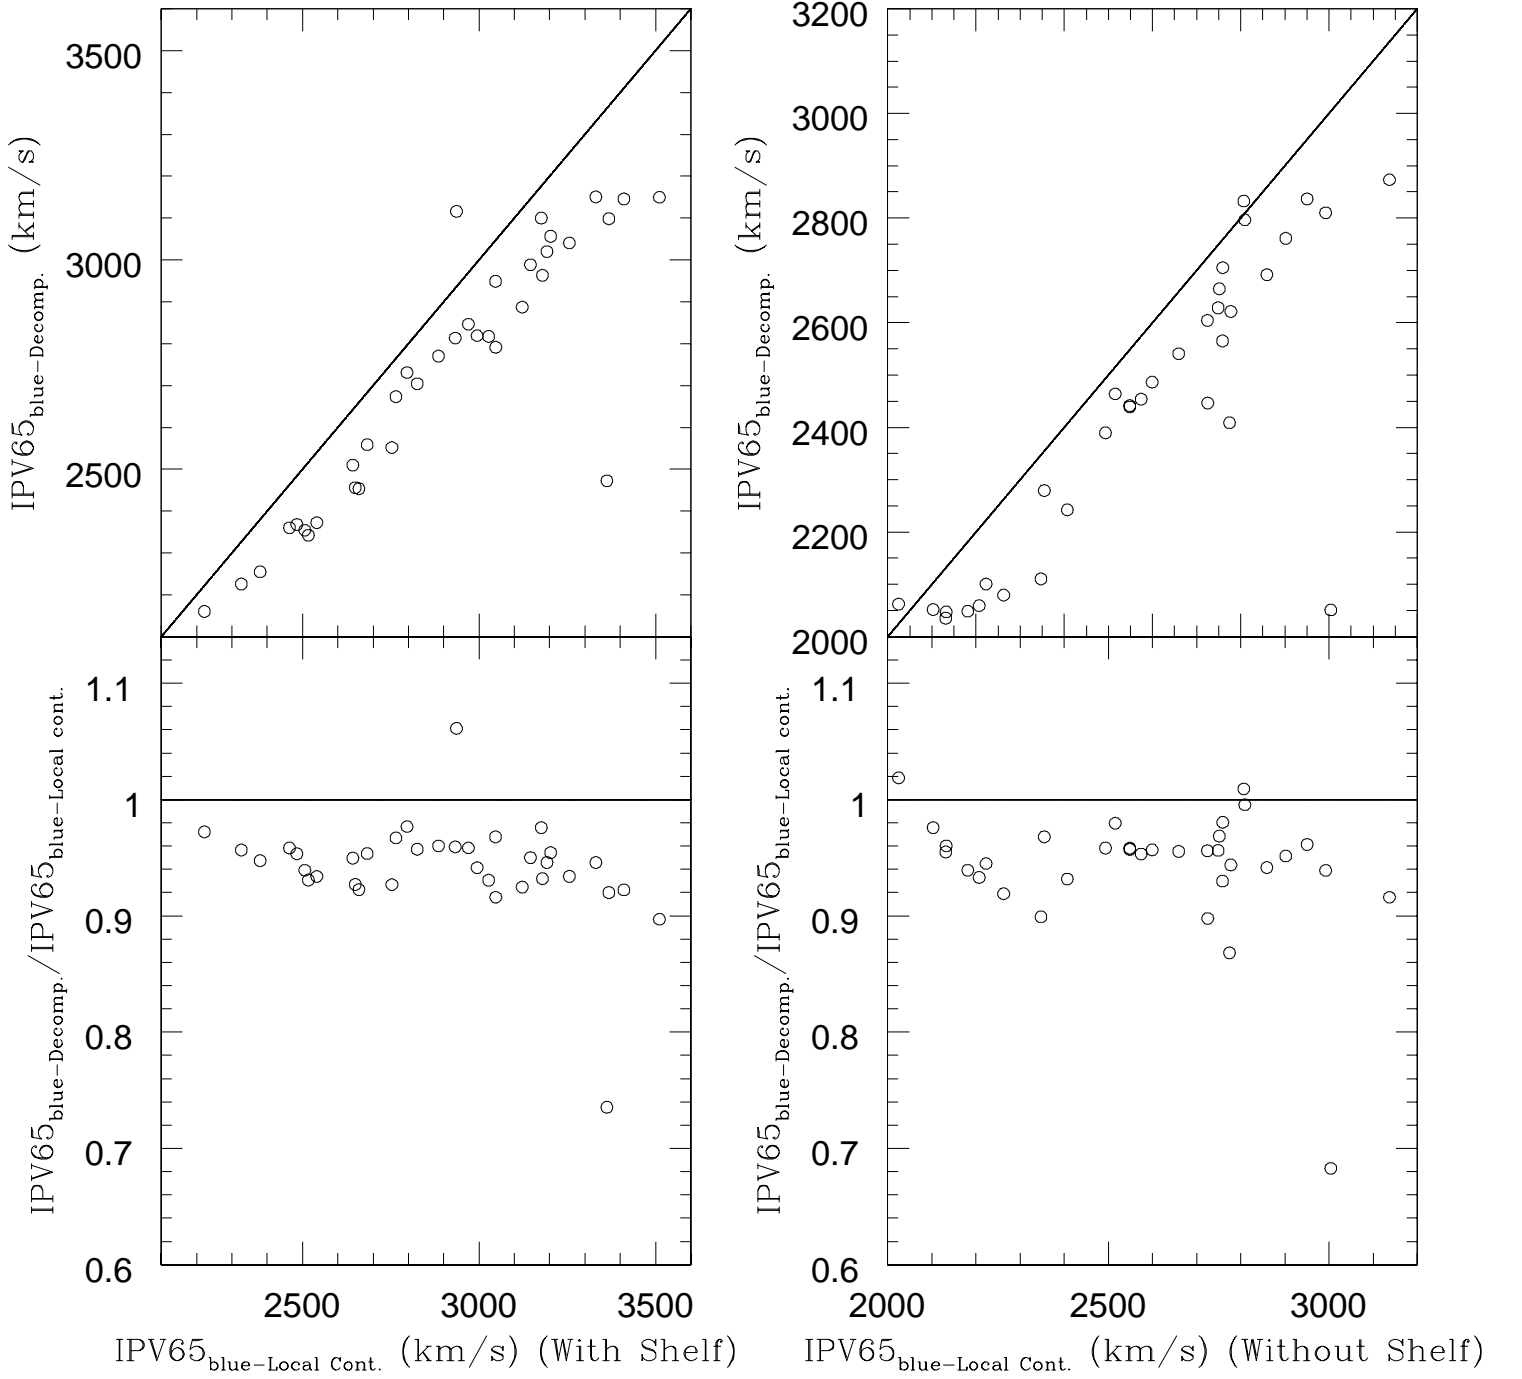 IPV65blue−Decomp. (km/s)
3500
3000
2500
IPV65blue−Decomp. (km/s)
3200
3000
2800
2600
2400
2200
2000
IPV65blue−Decomp./IPV65blue−Local cont.
1.1
1
0.9
0.8
0.7
0.6
IPV65blue−Decomp./IPV65blue−Local cont.
1.1
1
0.9
0.8
0.7
0.6
2500 3000 3500
2000 2500 3000
IPV65blue−Local Cont. (km/s) (With Shelf)
IPV65blue−Local Cont. (km/s) (Without Shelf)